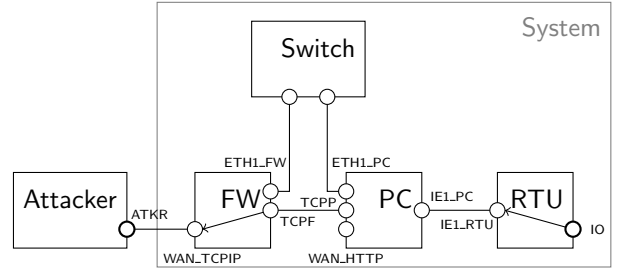 System
Switch
ETH1_FW
ETH1_PC
Attacker
FW
PC
RTU
ATKR
TCPP
TCPF
IE1_PC
IE1_RTU
IO
WAN_TCPIP
WAN_HTTP